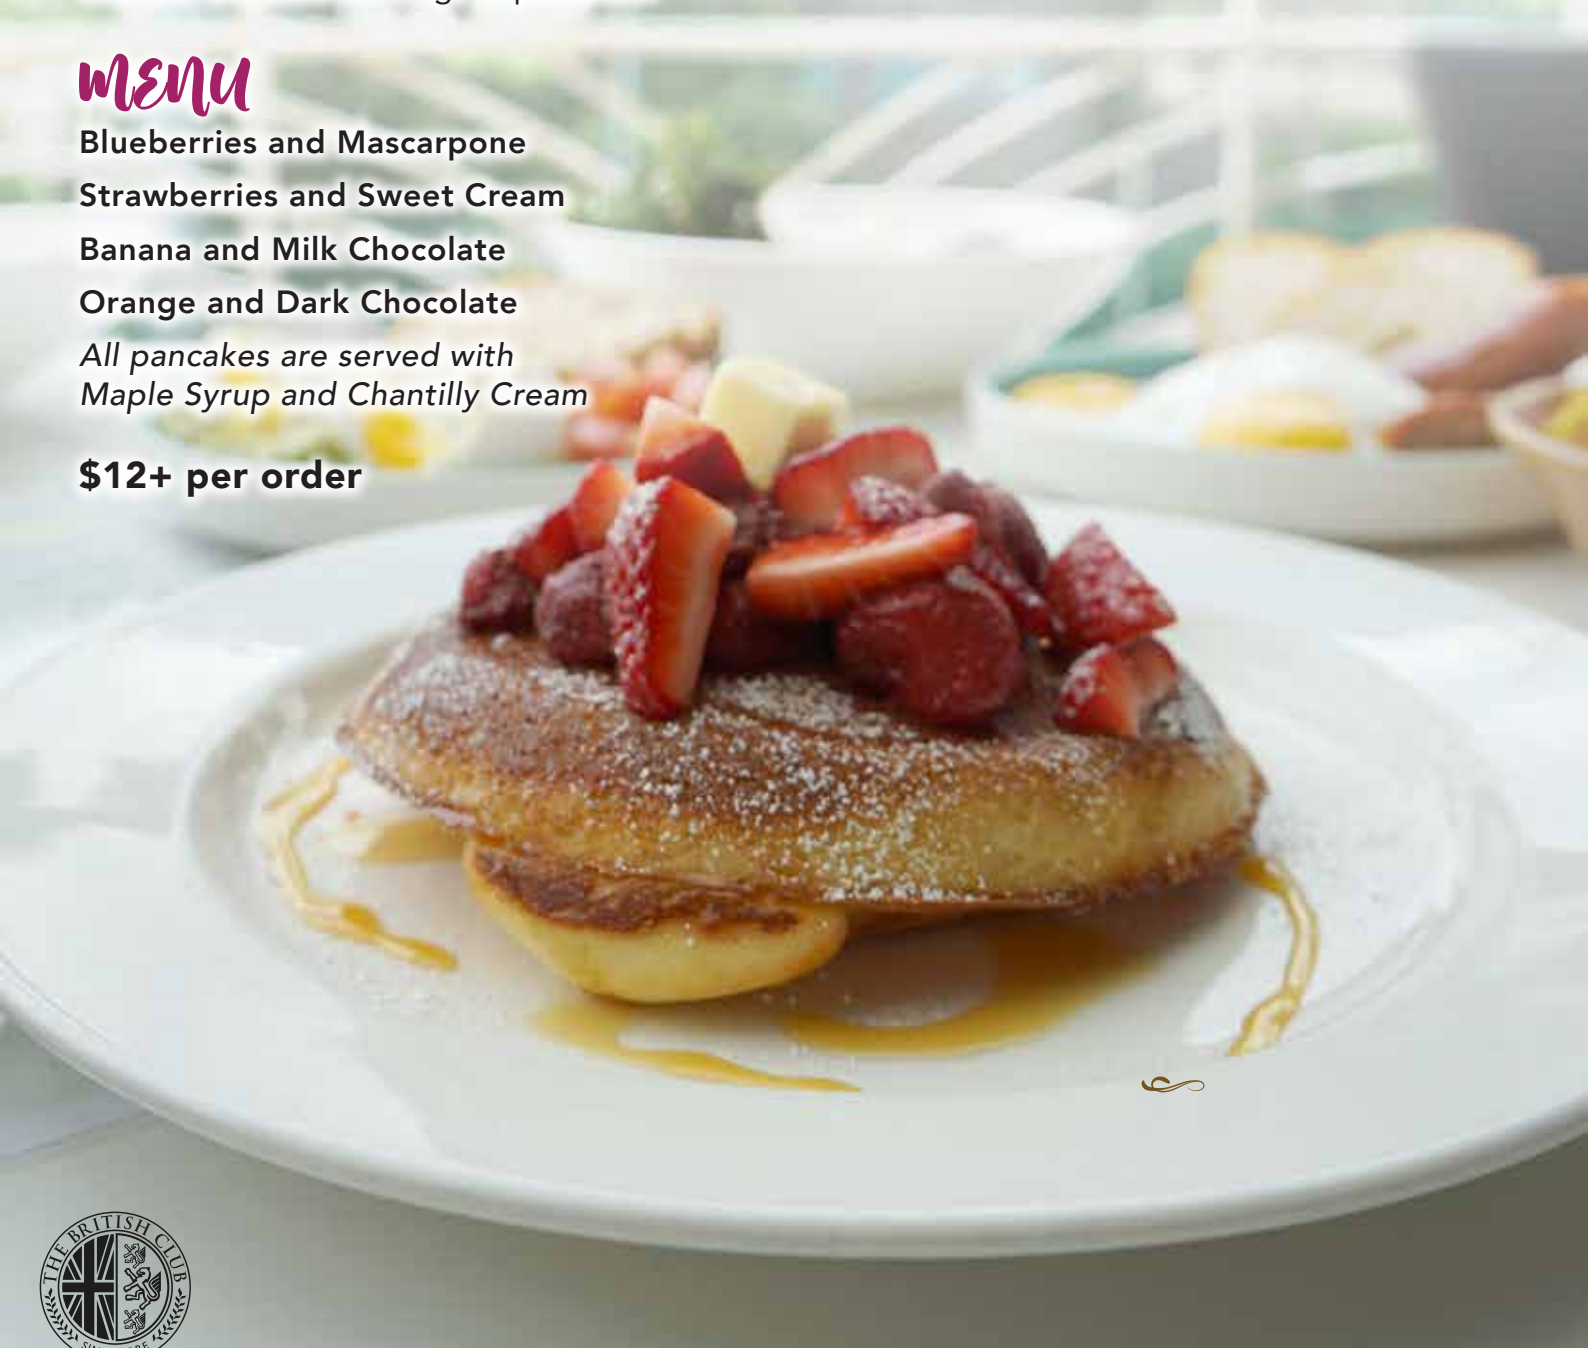 MENU
Blueberries and Mascarpone
Strawberries and Sweet Cream
Banana and Milk Chocolate
Orange and Dark Chocolate
All pancakes are served with
Maple Syrup and Chantilly Cream
$12+ per order
THE BRITISH CLUB